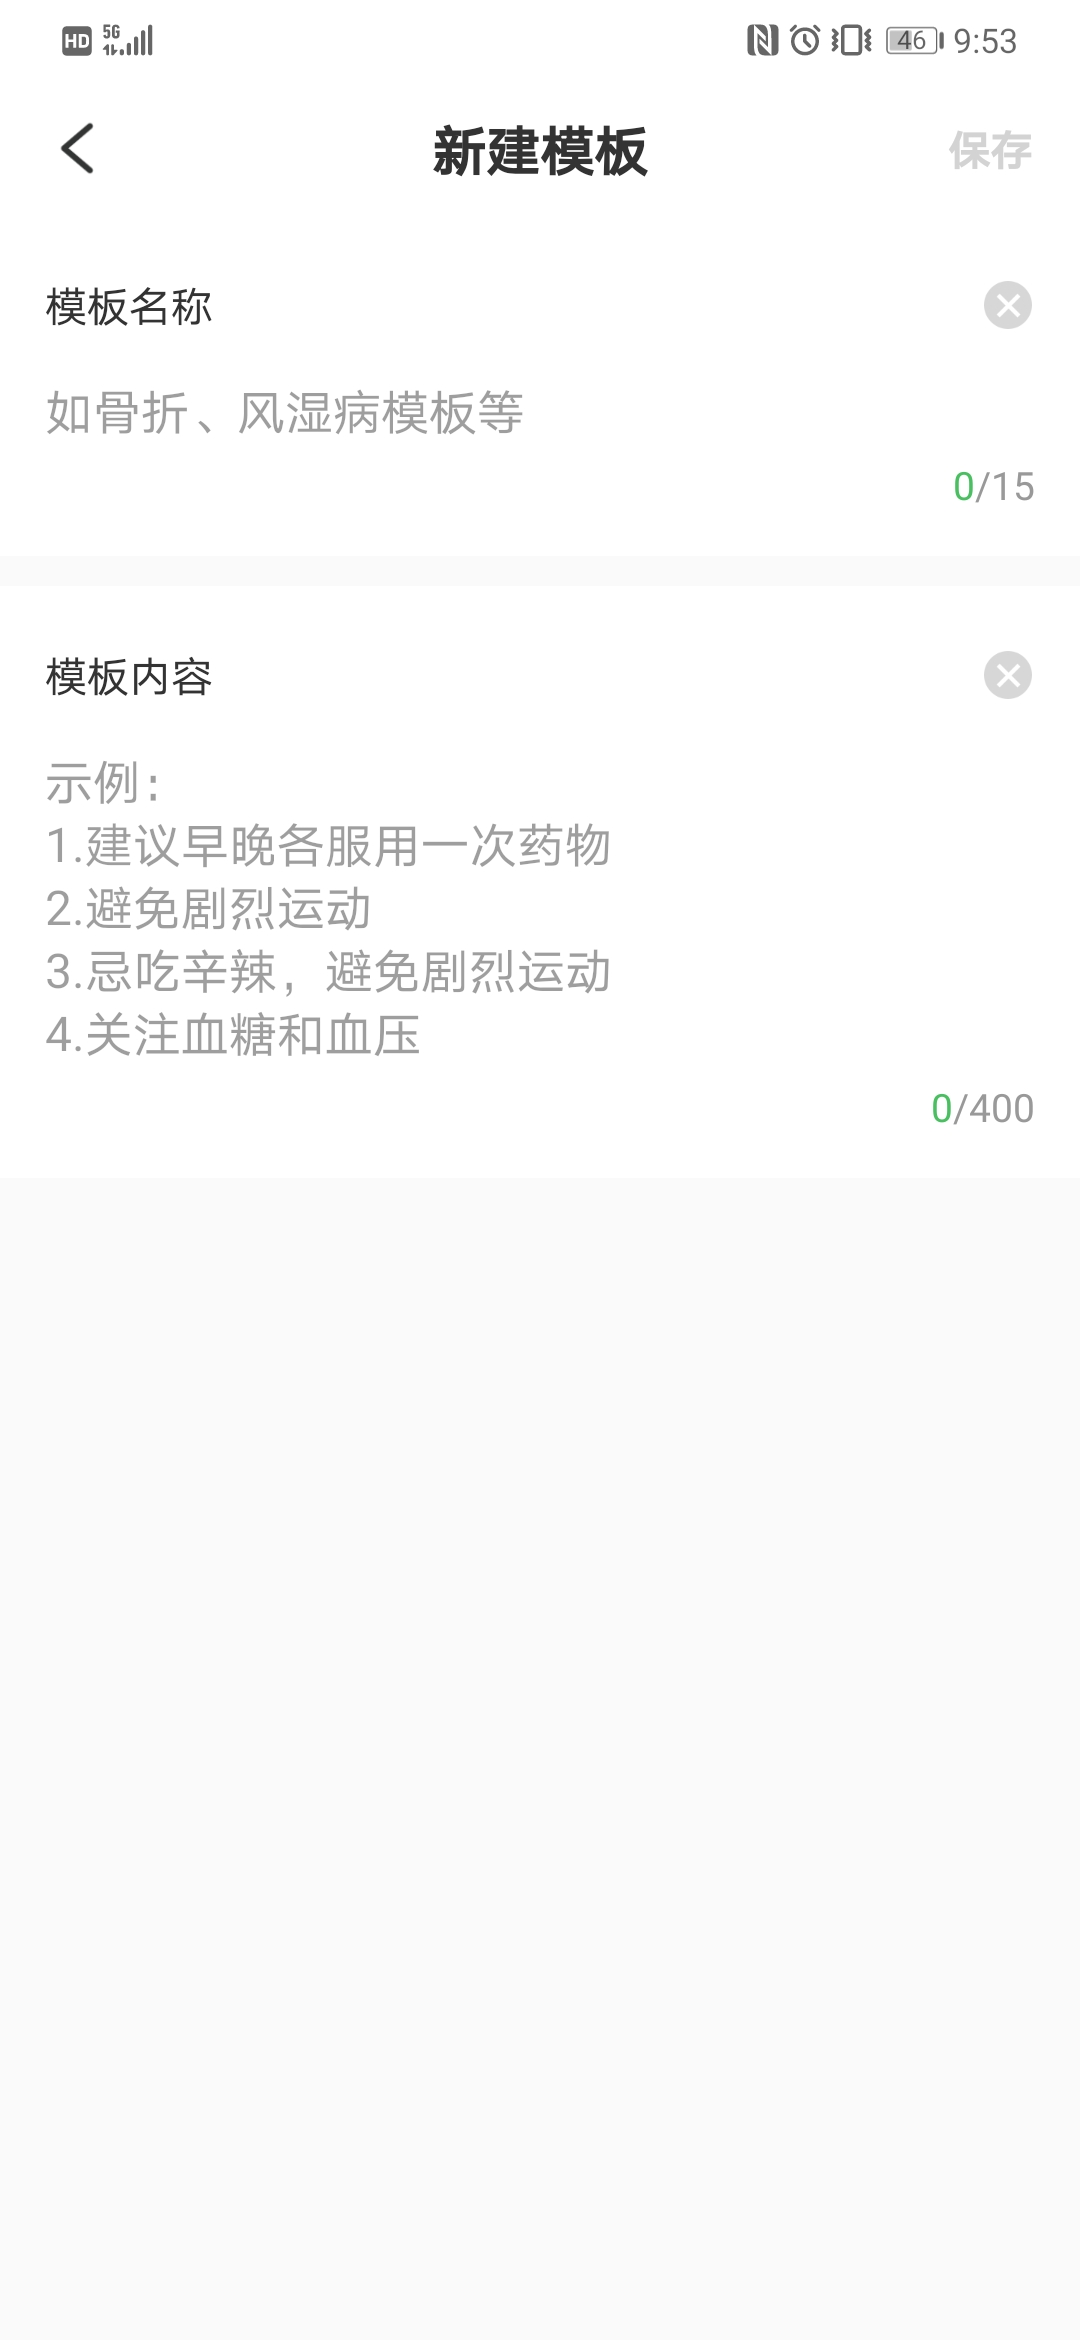 HD 5G 46 9:53
新建模板 保存
模板名称
如骨折、风湿病模板等
0/15
模板内容
示例：
1.建议早晚各服用一次药物
2.避免剧烈运动
3.忌吃辛辣，避免剧烈运动
4.关注血糖和血压
0/400